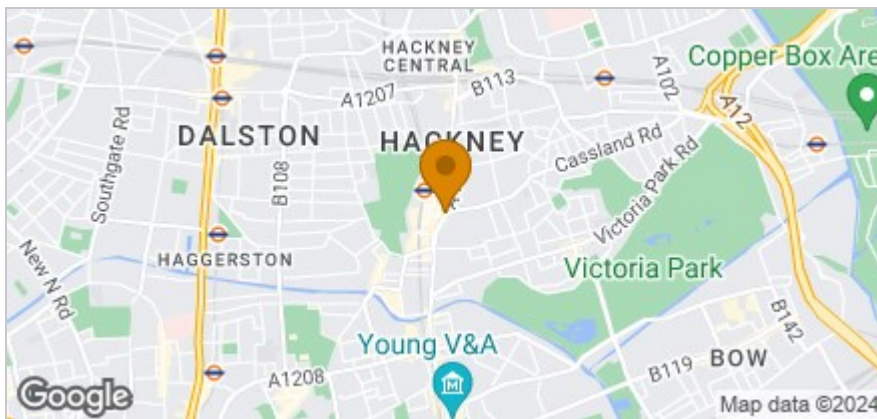 HACKNEY
CENTRAL
Copper Box Are
B113
A102
A1207
A12
Southgate Rd
DALSTON
HACKNEY
Cassland Rd
B108
Victoria Park Rd
HAGGERSTON
New N Rd
Victoria Park
B142
Young V&A
A1208
B119
BOW
M
Google
Map data ©2024